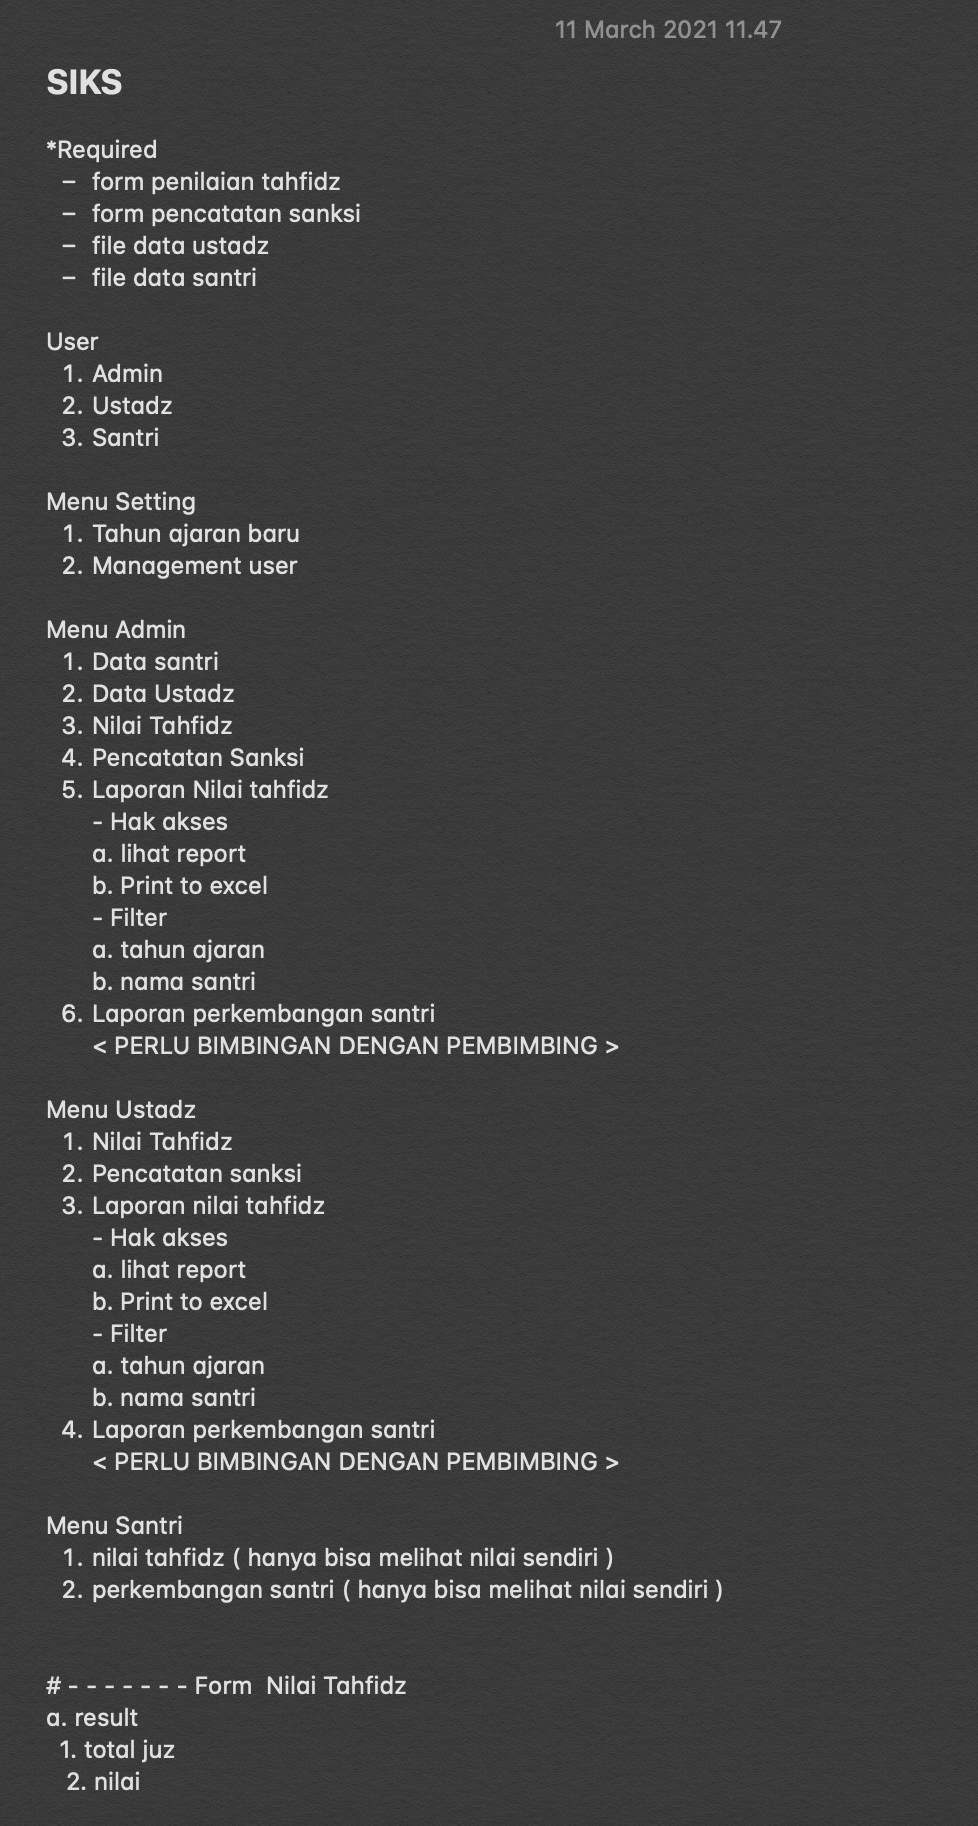 11 March 2021 11.47
SIKS
*Required
– form penilaian tahfidz
– form pencatatan sanksi
– file data ustadz
– file data santri
User
1. Admin
2. Ustadz
3. Santri
Menu Setting
1. Tahun ajaran baru
2. Management user
Menu Admin
1. Data santri
2. Data Ustadz
3. Nilai Tahfidz
4. Pencatatan Sanksi
5. Laporan Nilai tahfidz
- Hak akses
a. lihat report
b. Print to excel
- Filter
a. tahun ajaran
b. nama santri
6. Laporan perkembangan santri
< PERLU BIMBINGAN DENGAN PEMBIMBING >
Menu Ustadz
1. Nilai Tahfidz
2. Pencatatan sanksi
3. Laporan nilai tahfidz
- Hak akses
a. lihat report
b. Print to excel
- Filter
a. tahun ajaran
b. nama santri
4. Laporan perkembangan santri
< PERLU BIMBINGAN DENGAN PEMBIMBING >
Menu Santri
1. nilai tahfidz ( hanya bisa melihat nilai sendiri )
2. perkembangan santri ( hanya bisa melihat nilai sendiri )
# - - - - - - - Form  Nilai Tahfidz
a. result
1. total juz
2. nilai